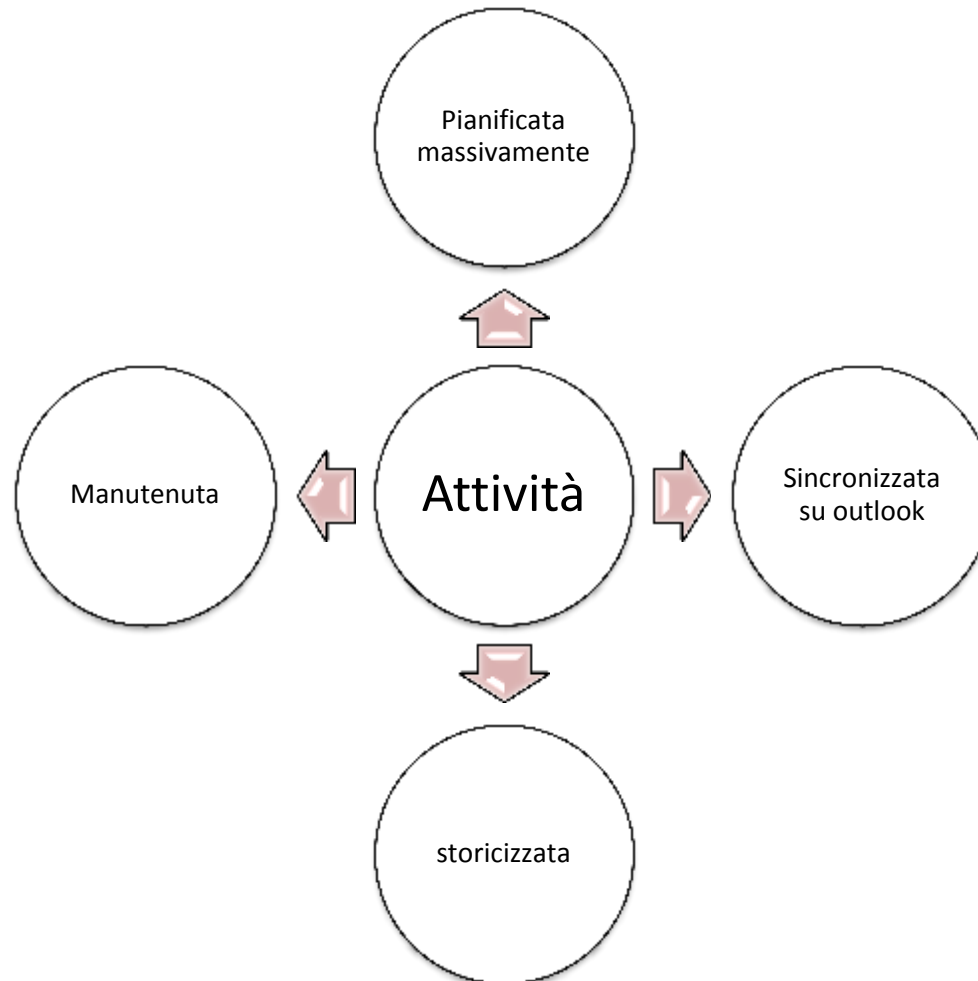 Pianificata
massivamente
Manutenuta
Attività
Sincronizzata
su outlook
storicizzata